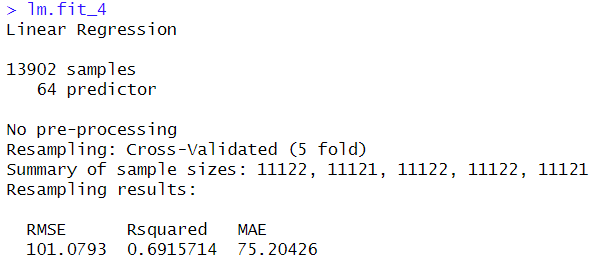 > lm.fit_4
Linear Regression
13902 samples
64 predictor
No pre-processing
Resampling: Cross-Validated (5 fold)
Summary of sample sizes: 11122, 11121, 11122, 11122, 11121
Resampling results:
RMSE Rsquared MAE
101.0793 0.6915714 75.20426